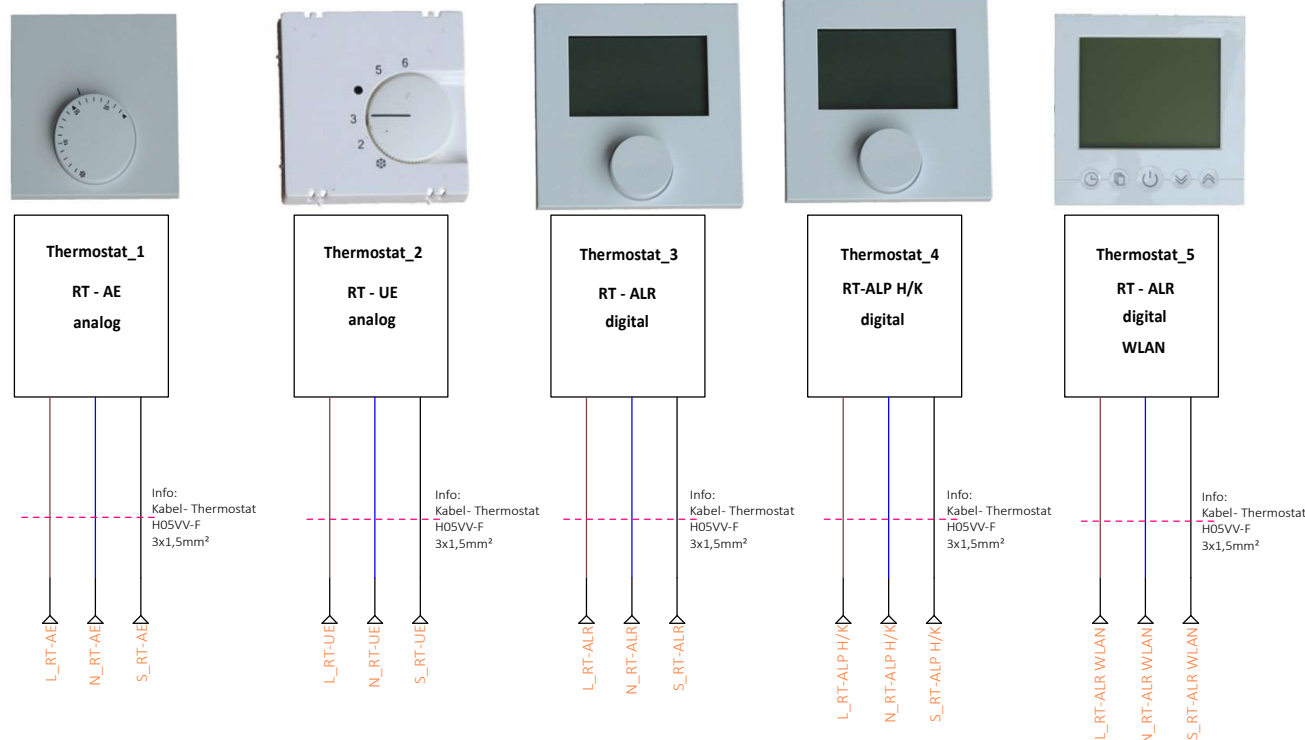 5 6
3
2
Thermostat_1
RT - AE
analog
Thermostat_2
RT - UE
analog
Thermostat_3
RT - ALR
digital
Thermostat_4
RT-ALP H/K
digital
Thermostat_5
RT - ALR
digital
WLAN
Info:
Kabel- Thermostat
H05VV-F
3x1,5mm²
Info:
Kabel- Thermostat
H05VV-F
3x1,5mm²
Info:
Kabel- Thermostat
H05VV-F
3x1,5mm²
Info:
Kabel- Thermostat
H05VV-F
3x1,5mm²
Info:
Kabel- Thermostat
H05VV-F
3x1,5mm²
L_RT-AE
N_RT-AE
S_RT-AE
L_RT-UE
N_RT-UE
S_RT-UE
L_RT-ALR
N_RT-ALR
S_RT-ALR
L_RT-ALP H/K
N_RT-ALP H/K
S_RT-ALP H/K
L_RT-ALR WLAN
N_RT-ALR WLAN
S_RT-ALR WLAN